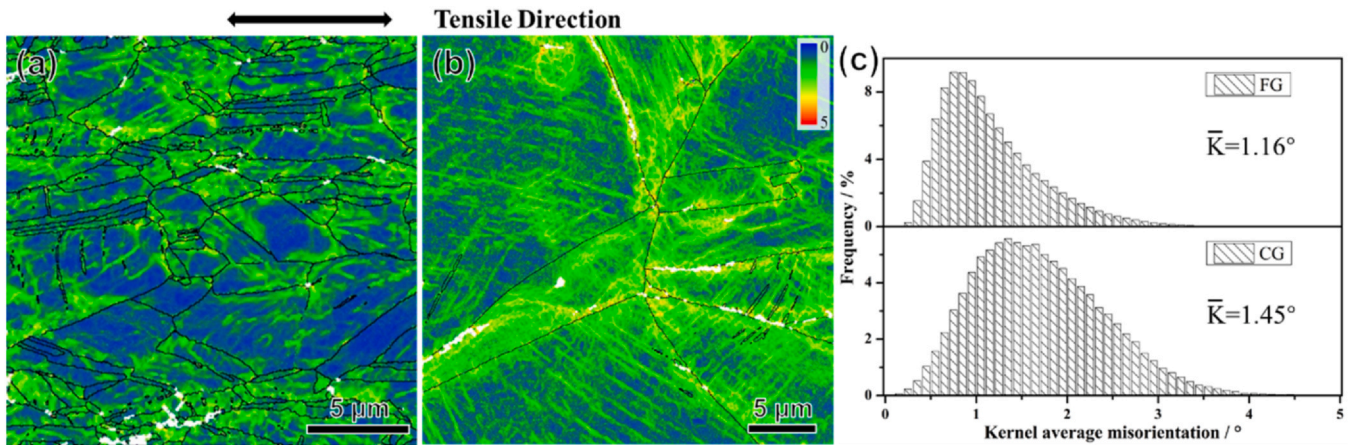 Tensile Direction
(a)
5 μm
(b)
0
5
5 μm
(c)
8
4
0
4
2
0
Frequency / %
FG
K̅=1.16°
CG
K̅=1.45°
0 1 2 3 4 5
Kernel average misorientation / °